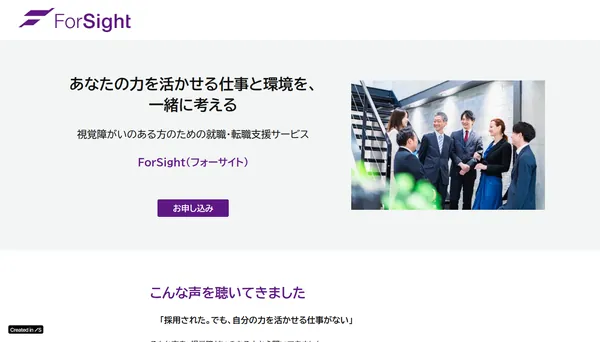 ForSight
あなたの力を活かせる仕事と環境を、
一緒に考える
視覚障がいのある方のための就職・転職支援サービス
ForSight（フォーサイト）
お申し込み
こんな声を聴いてきました
「採用された。でも、自分の力を活かせる仕事がない」
Created in